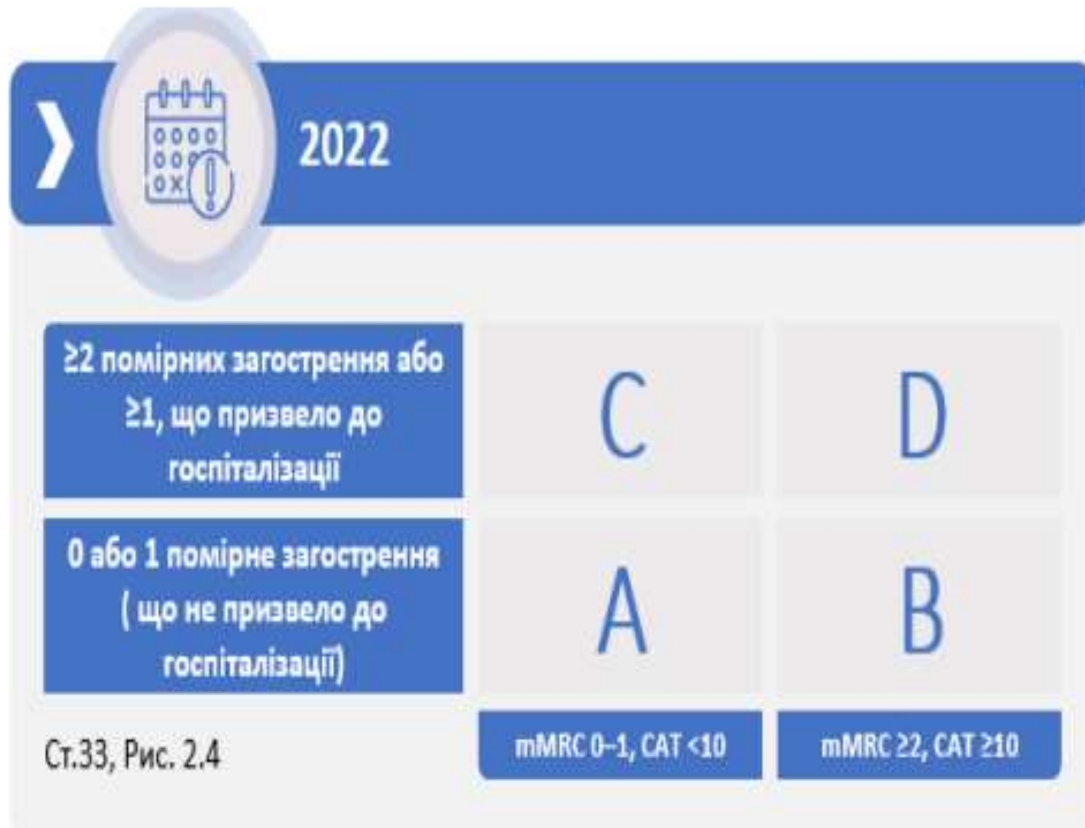 2022
≥2 помірних загострення або
≥1, що призвело до
госпіталізації
C
D
0 або 1 помірне загострення
( що не призвело до
госпіталізації)
A
B
Ст.33, Рис. 2.4
mMRC 0–1, CAT <10
mMRC ≥2, CAT ≥10